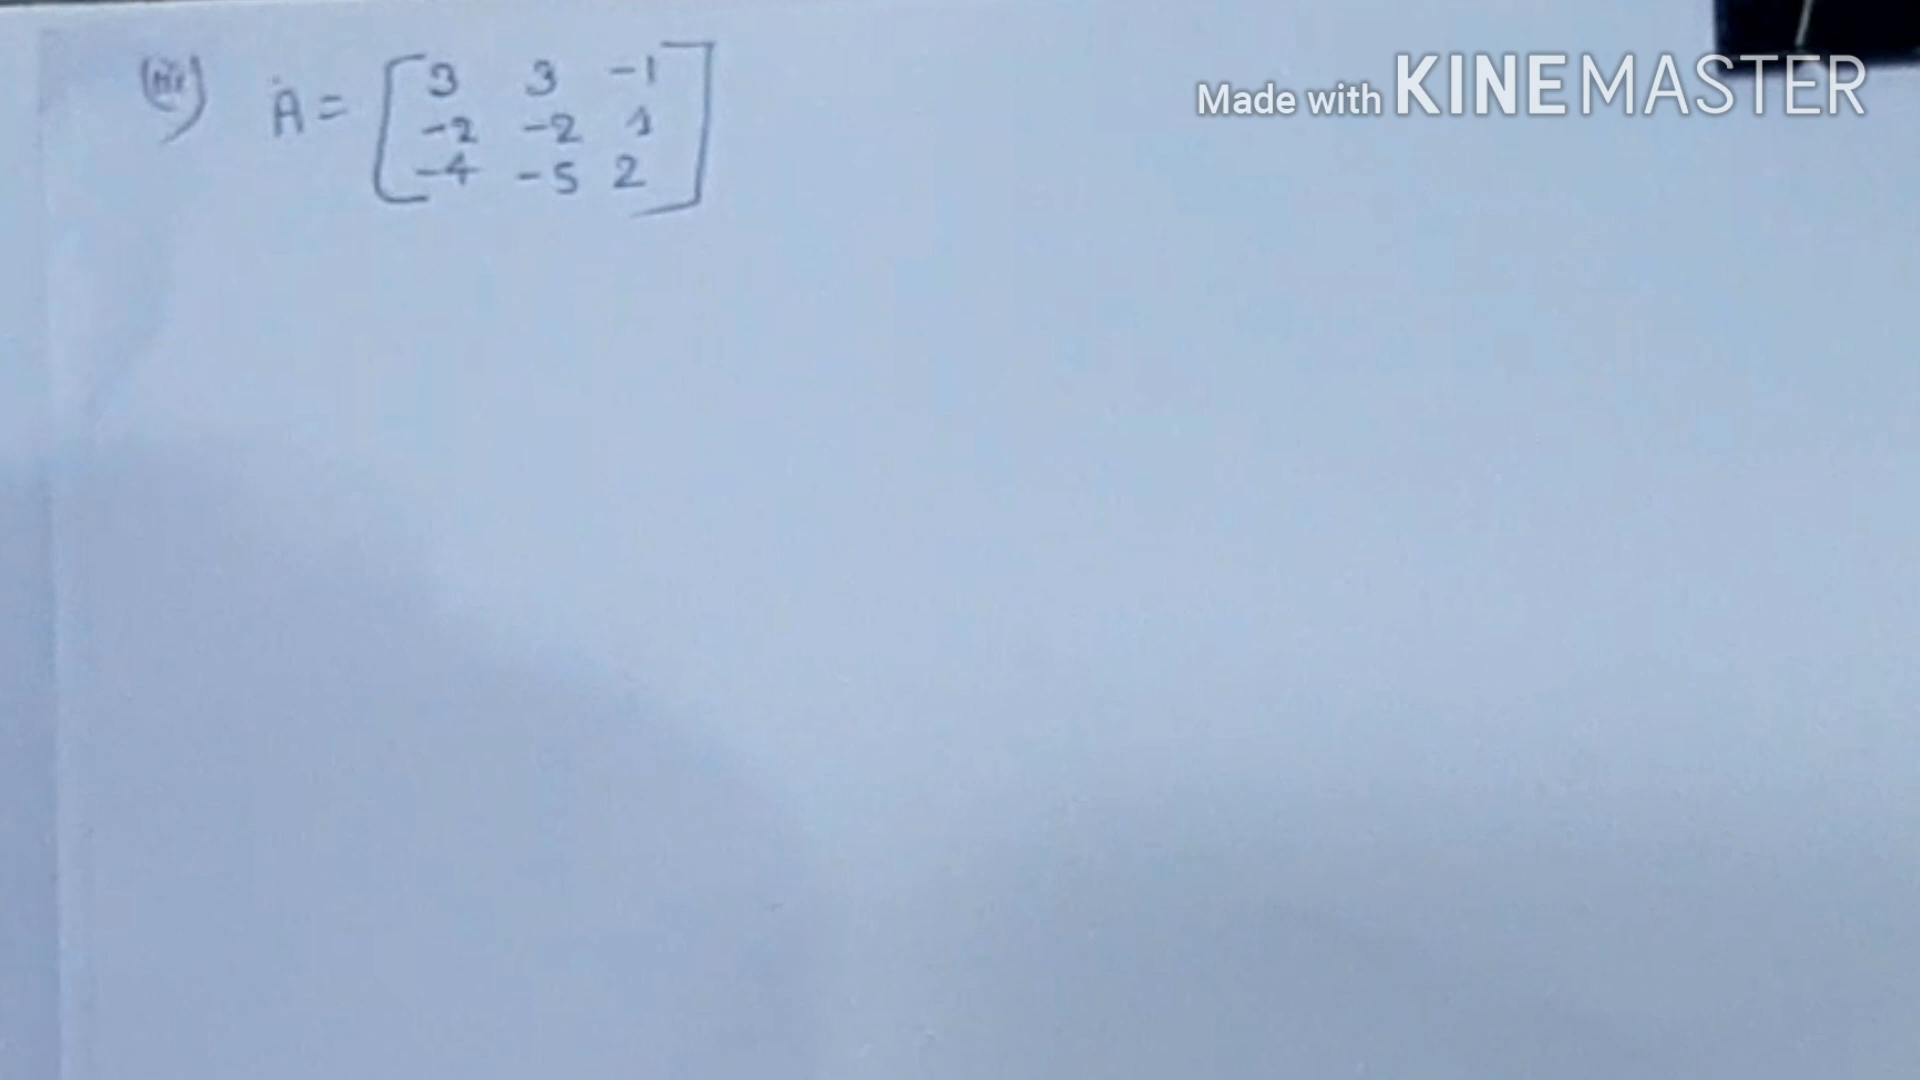 (iii) A = [ 3 3 -1
-2 -2 1
-4 -5 2 ]
Made with KINEMASTER